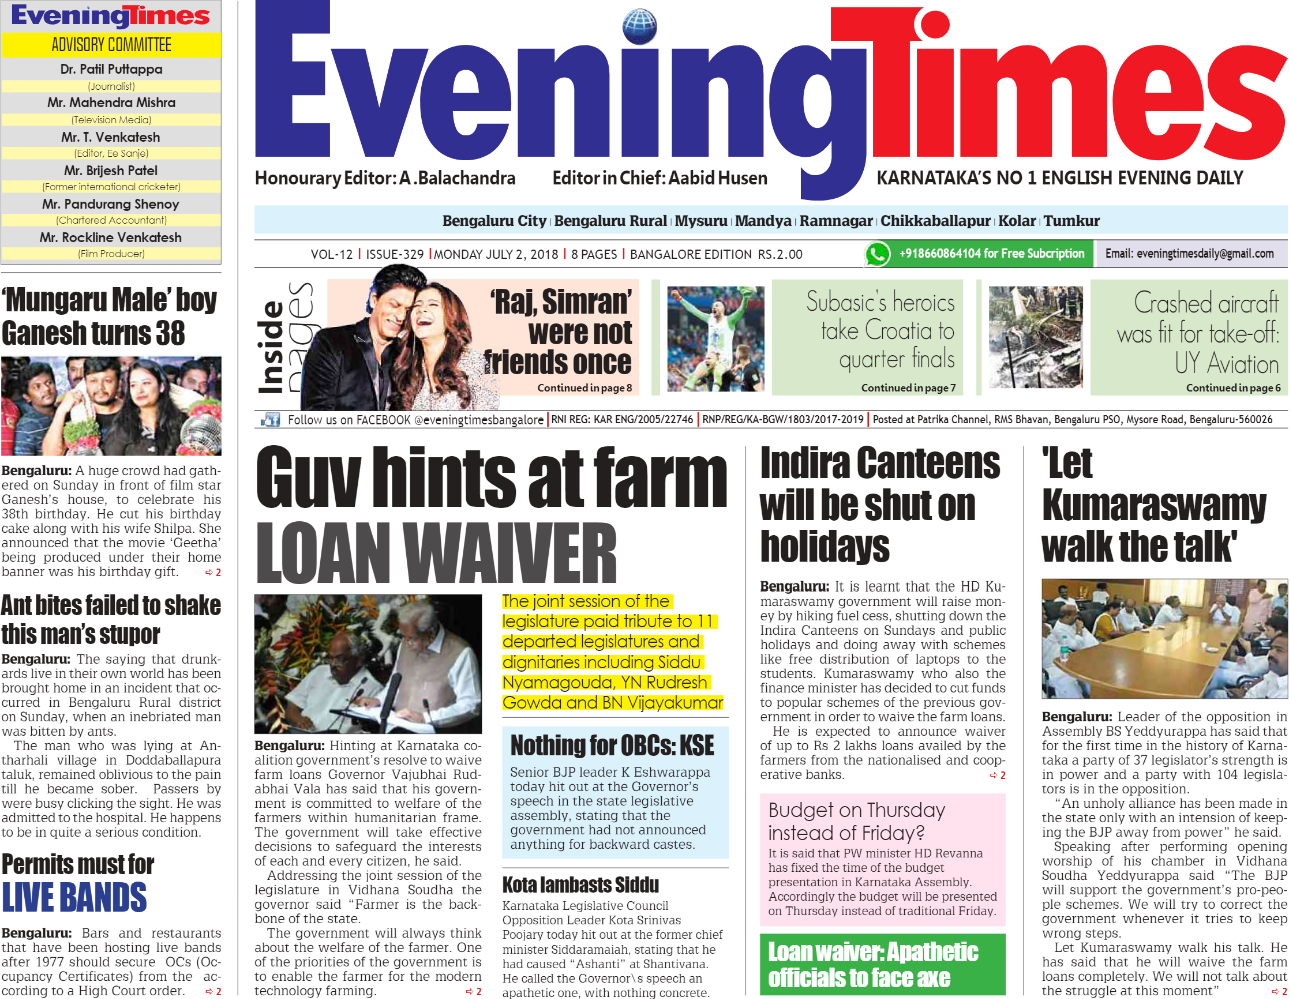 EveningTimes
ADVISORY COMMITTEE
Dr. Patil Puttappa
(Journalist)
Mr. Mahendra Mishra
(Television Media)
Mr. T. Venkatesh
(Editor, Ee Sanje)
Mr. Brijesh Patel
(Former international cricketer)
Mr. Pandurang Shenoy
(Chartered Accountant)
Mr. Rockline Venkatesh
(Film Producer)
EveningTimes
Honourary Editor: A .Balachandra
Editor in Chief: Aabid Husen
KARNATAKA'S NO 1 ENGLISH EVENING DAILY
Bengaluru City | Bengaluru Rural | Mysuru | Mandya | Ramnagar | Chikkaballapur | Kolar | Tumkur
VOL-12 | ISSUE-329 | MONDAY JULY 2, 2018 | 8 PAGES | BANGALORE EDITION RS.2.00
+918660864104 for Free Subcription
Email: eveningtimesdaily@gmail.com
Inside
pages
'Raj, Simran'
were not
friends once
Continued in page 8
Subasic's heroics
take Croatia to
quarter finals
Continued in page 7
Crashed aircraft
was fit for take-off:
UY Aviation
Continued in page 6
Follow us on FACEBOOK @eveningtimesbangalore | RNI REG: KAR ENG/2005/22746 | RNP/REG/KA-BGW/1803/2017-2019 | Posted at Patrika Channel, RMS Bhavan, Bengaluru PSO, Mysore Road, Bengaluru-560026
'Mungaru Male' boy
Ganesh turns 38
Bengaluru: A huge crowd had gath-
ered on Sunday in front of film star
Ganesh's house, to celebrate his
38th birthday. He cut his birthday
cake along with his wife Shilpa. She
announced that the movie 'Geetha'
being produced under their home
banner was his birthday gift. ➪ 2
Ant bites failed to shake
this man's stupor
Bengaluru: The saying that drunk-
ards live in their own world has been
brought home in an incident that oc-
curred in Bengaluru Rural district
on Sunday, when an inebriated man
was bitten by ants.
The man who was lying at An-
tharhali village in Doddaballapura
taluk, remained oblivious to the pain
till he became sober. Passers by
were busy clicking the sight. He was
admitted to the hospital. He happens
to be in quite a serious condition.
Permits must for
LIVE BANDS
Bengaluru: Bars and restaurants
that have been hosting live bands
after 1977 should secure OCs (Oc-
cupancy Certificates) from the ac-
cording to a High Court order. ➪ 2
Guv hints at farm
LOAN WAIVER
Bengaluru: Hinting at Karnataka co-
alition government's resolve to waive
farm loans Governor Vajubhai Rud-
abhai Vala has said that his govern-
ment is committed to welfare of the
farmers within humanitarian frame.
The government will take effective
decisions to safeguard the interests
of each and every citizen, he said.
Addressing the joint session of the
legislature in Vidhana Soudha the
governor said "Farmer is the back-
bone of the state.
The government will always think
about the welfare of the farmer. One
of the priorities of the government is
to enable the farmer for the modern
technology farming. ➪ 2
The joint session of the
legislature paid tribute to 11
departed legislatures and
dignitaries including Siddu
Nyamagouda, YN Rudresh
Gowda and BN Vijayakumar
Nothing for OBCs: KSE
Senior BJP leader K Eshwarappa
today hit out at the Governor's
speech in the state legislative
assembly, stating that the
government had not announced
anything for backward castes.
Kota lambasts Siddu
Karnataka Legislative Council
Opposition Leader Kota Srinivas
Poojary today hit out at the former chief
minister Siddaramaiah, stating that he
had caused "Ashanti" at Shantivana.
He called the Governor\s speech an
apathetic one, with nothing concrete.
Indira Canteens
will be shut on
holidays
Bengaluru: It is learnt that the HD Ku-
maraswamy government will raise mon-
ey by hiking fuel cess, shutting down the
Indira Canteens on Sundays and public
holidays and doing away with schemes
like free distribution of laptops to the
students. Kumaraswamy who also the
finance minister has decided to cut funds
to popular schemes of the previous gov-
ernment in order to waive the farm loans.
He is expected to announce waiver
of up to Rs 2 lakhs loans availed by the
farmers from the nationalised and coop-
erative banks. ➪ 2
Budget on Thursday
instead of Friday?
It is said that PW minister HD Revanna
has fixed the time of the budget
presentation in Karnataka Assembly.
Accordingly the budget will be presented
on Thursday instead of traditional Friday.
Loan waiver: Apathetic
officials to face axe
'Let
Kumaraswamy
walk the talk'
Bengaluru: Leader of the opposition in
Assembly BS Yeddyurappa has said that
for the first time in the history of Karna-
taka a party of 37 legislator's strength is
in power and a party with 104 legisla-
tors is in the opposition.
"An unholy alliance has been made in
the state only with an intension of keep-
ing the BJP away from power" he said.
Speaking after performing opening
worship of his chamber in Vidhana
Soudha Yeddyurappa said "The BJP
will support the government's pro-peo-
ple schemes. We will try to correct the
government whenever it tries to keep
wrong steps.
Let Kumaraswamy walk his talk. He
has said that he will waive the farm
loans completely. We will not talk about
the struggle at this moment" ➪ 2